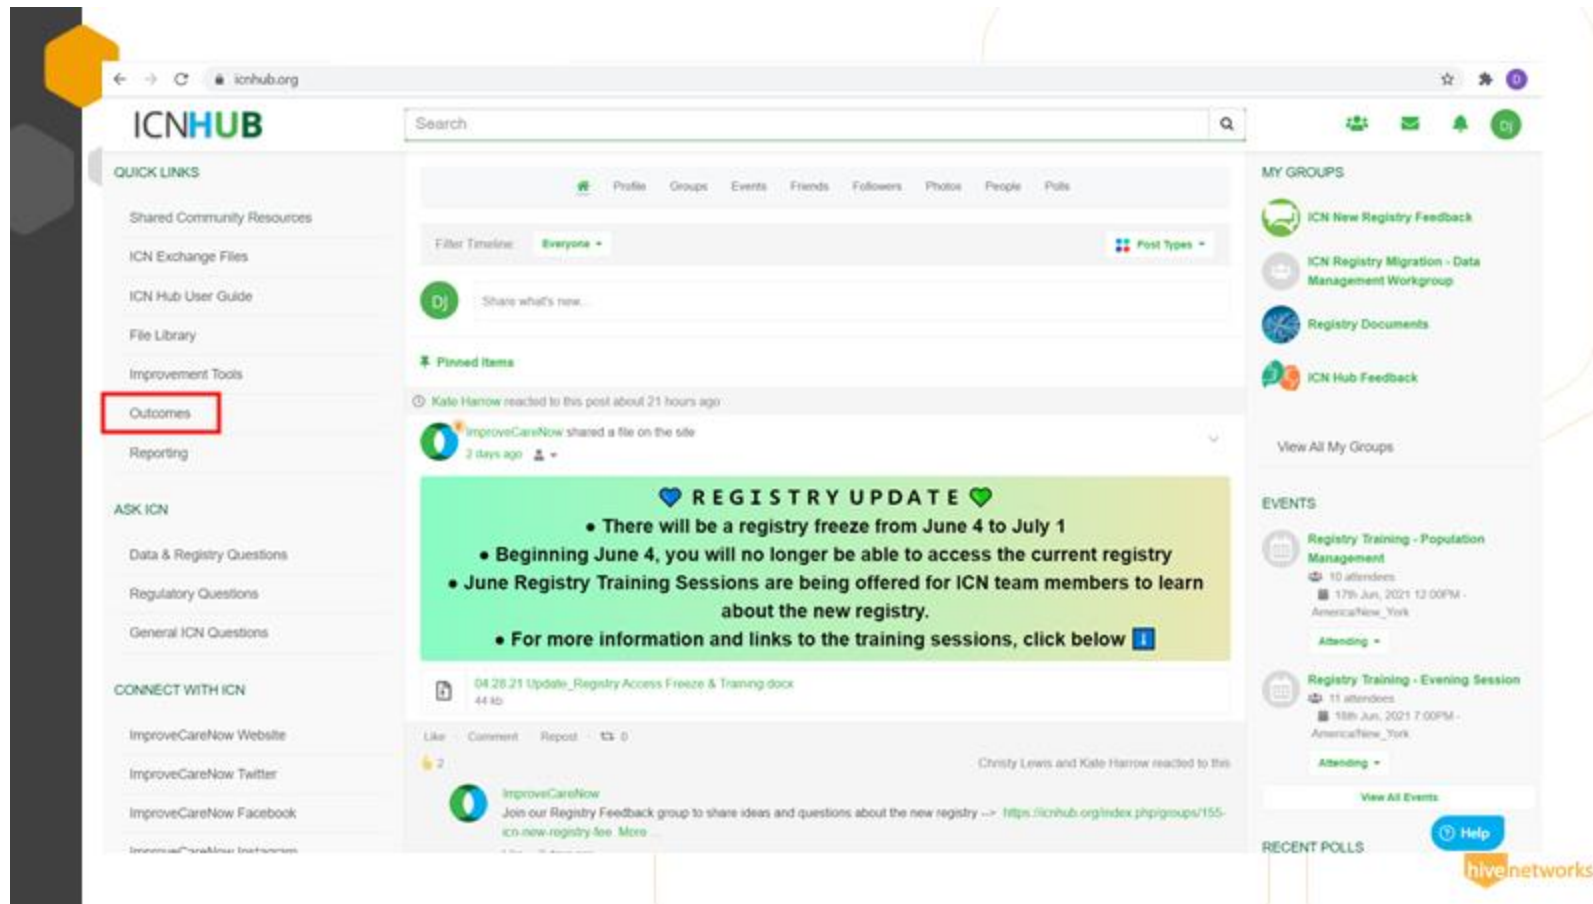 icnhub.org
D
ICNHUB
Search
DJ
QUICK LINKS
Shared Community Resources
ICN Exchange Files
ICN Hub User Guide
File Library
Improvement Tools
Outcomes
Reporting
ASK ICN
Data & Registry Questions
Regulatory Questions
General ICN Questions
CONNECT WITH ICN
ImproveCareNow Website
ImproveCareNow Twitter
ImproveCareNow Facebook
ImproveCareNow Instagram
Profile Groups Events Friends Followers Photos People Polls
Filter Timeline: Everyone
Post Types
DJ
Share what's new...
Pinned Items
Kate Harrow reacted to this post about 21 hours ago
ImproveCareNow shared a file on the site
2 days ago
💙 REGISTRY UPDATE 💚
● There will be a registry freeze from June 4 to July 1
● Beginning June 4, you will no longer be able to access the current registry
● June Registry Training Sessions are being offered for ICN team members to learn
about the new registry.
● For more information and links to the training sessions, click below ⬇
04.28.21 Update_Registry Access Freeze & Training.docx
44 kb
Like · Comment · Repost · 0
2
Christy Lewis and Kate Harrow reacted to this
ImproveCareNow
Join our Registry Feedback group to share ideas and questions about the new registry --> https://icnhub.org/index.php/groups/155-
icn-new-registry-fee More ...
MY GROUPS
ICN New Registry Feedback
ICN Registry Migration - Data
Management Workgroup
Registry Documents
ICN Hub Feedback
View All My Groups
EVENTS
Registry Training - Population
Management
10 attendees
17th Jun, 2021 12:00PM -
America/New_York
Attending
Registry Training - Evening Session
11 attendees
16th Jun, 2021 7:00PM -
America/New_York
Attending
View All Events
RECENT POLLS
Help
hive networks